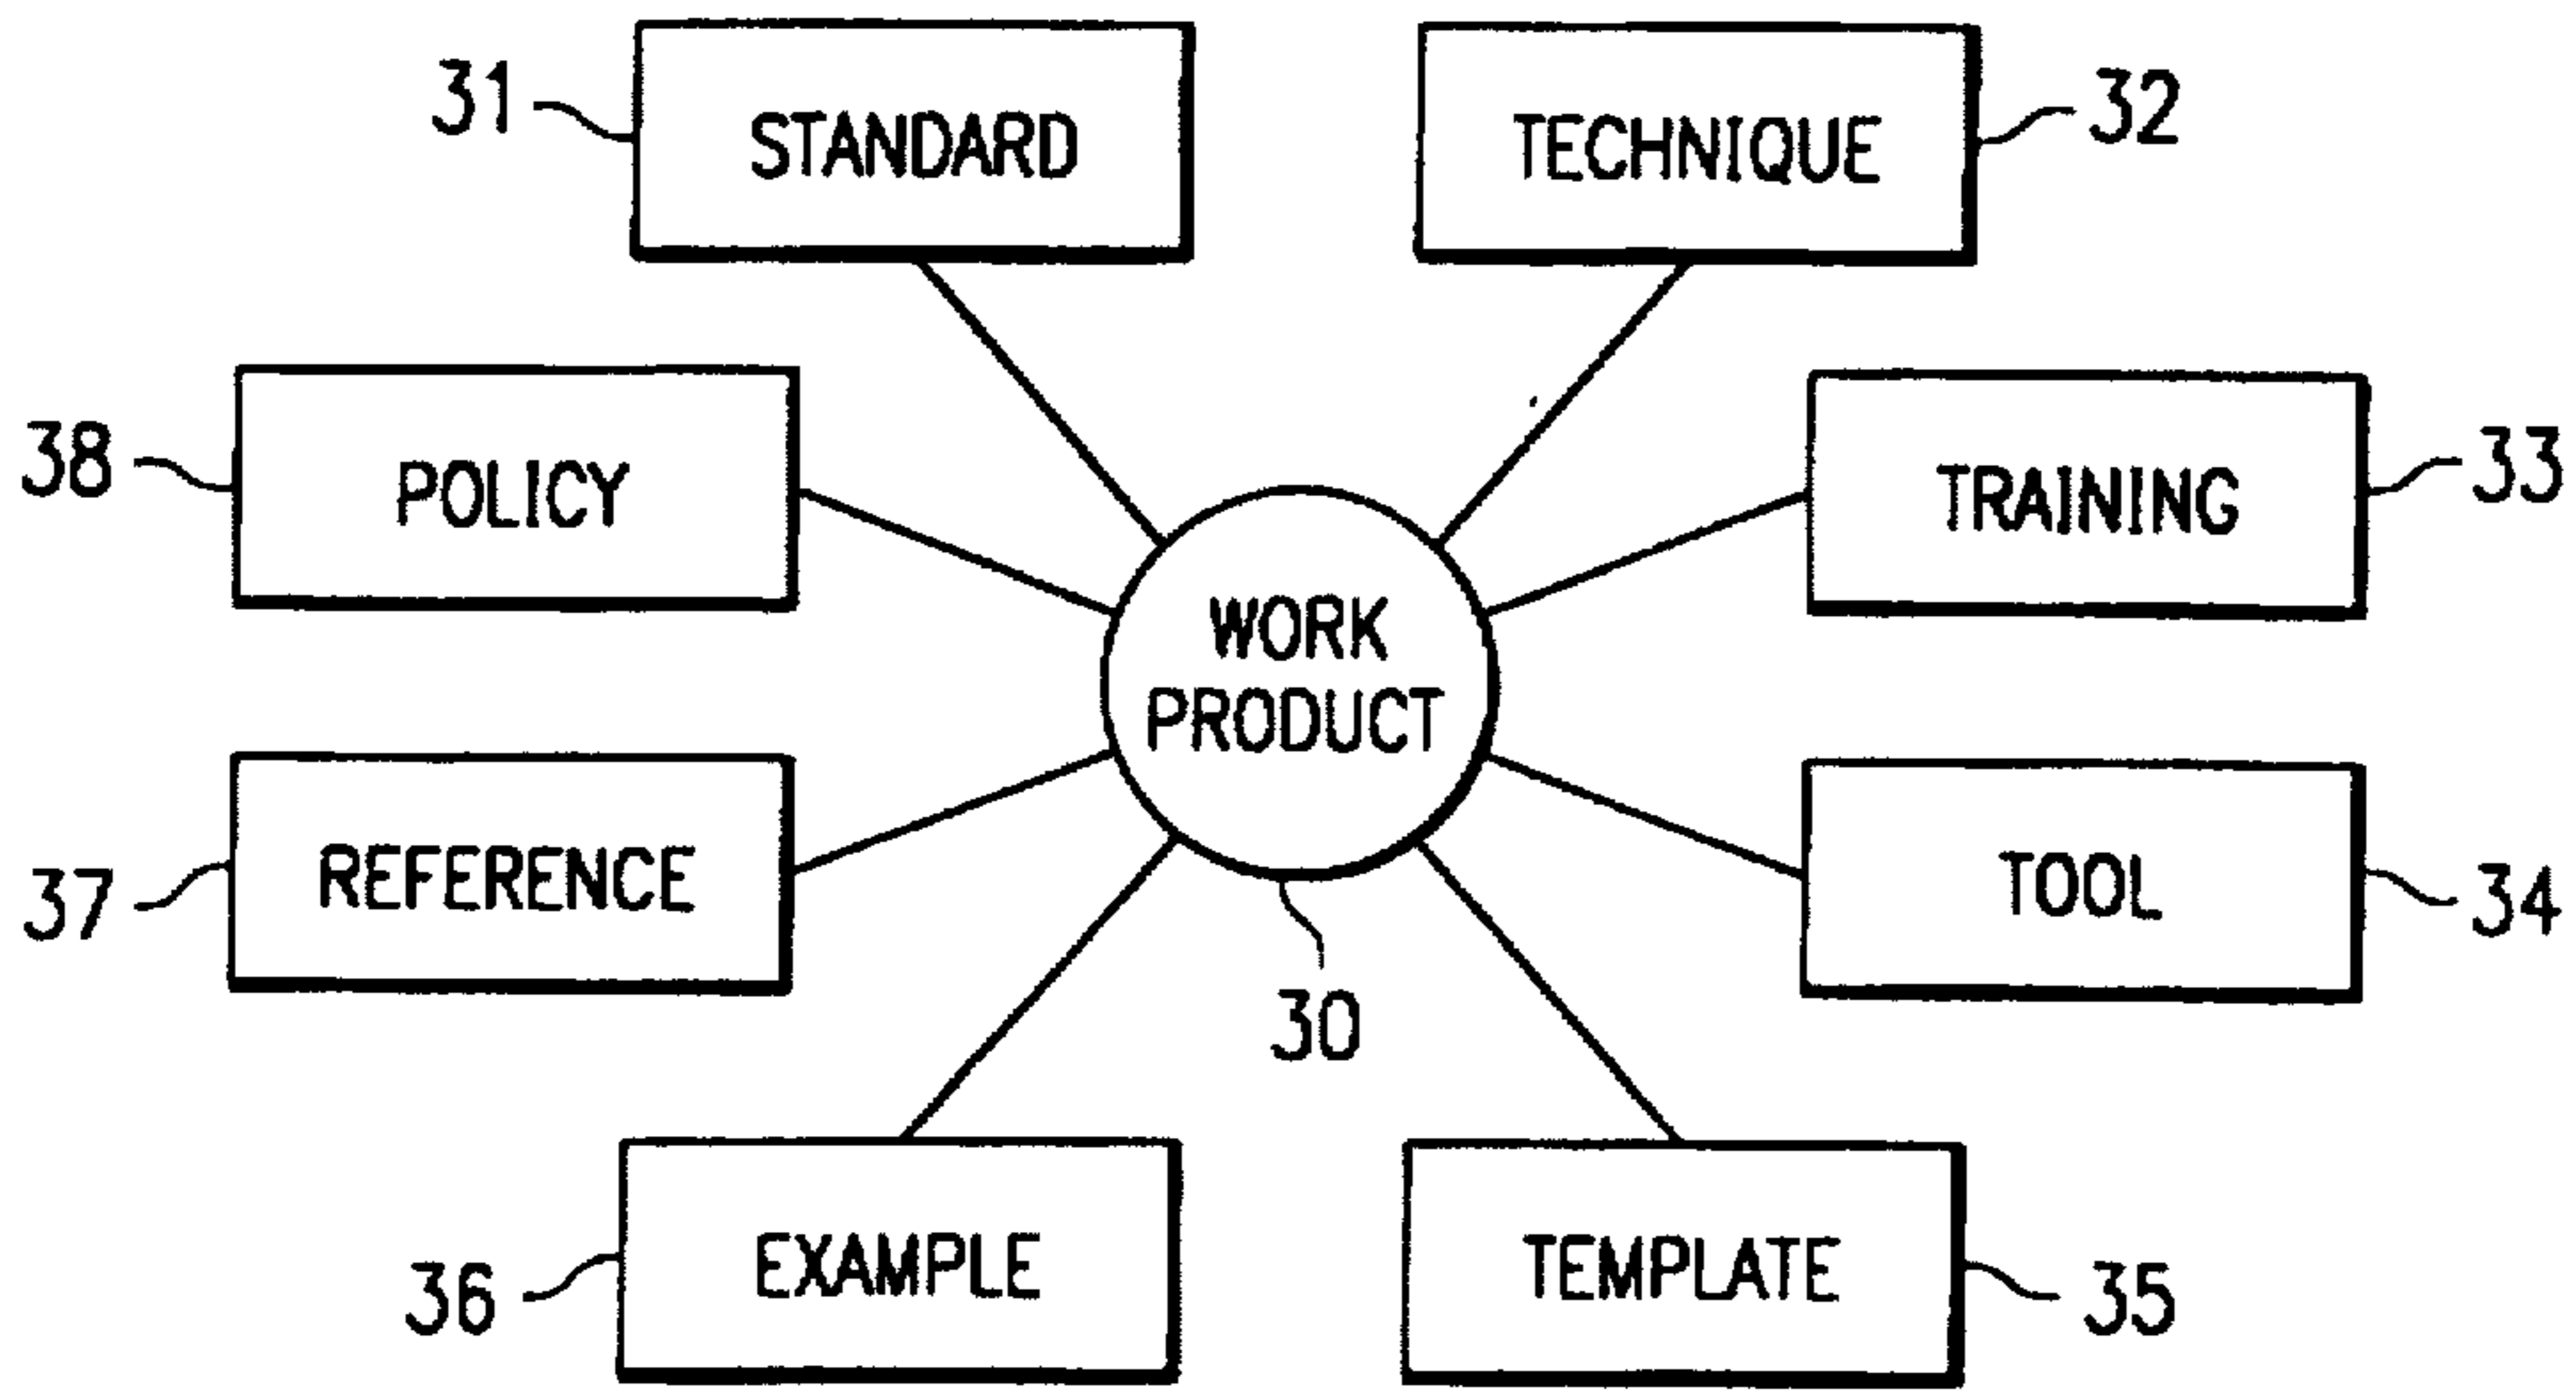 31 STANDARD
TECHNIQUE 32
38 POLICY
TRAINING 33
WORK
PRODUCT
37 REFERENCE
TOOL 34
30
36 EXAMPLE
TEMPLATE 35